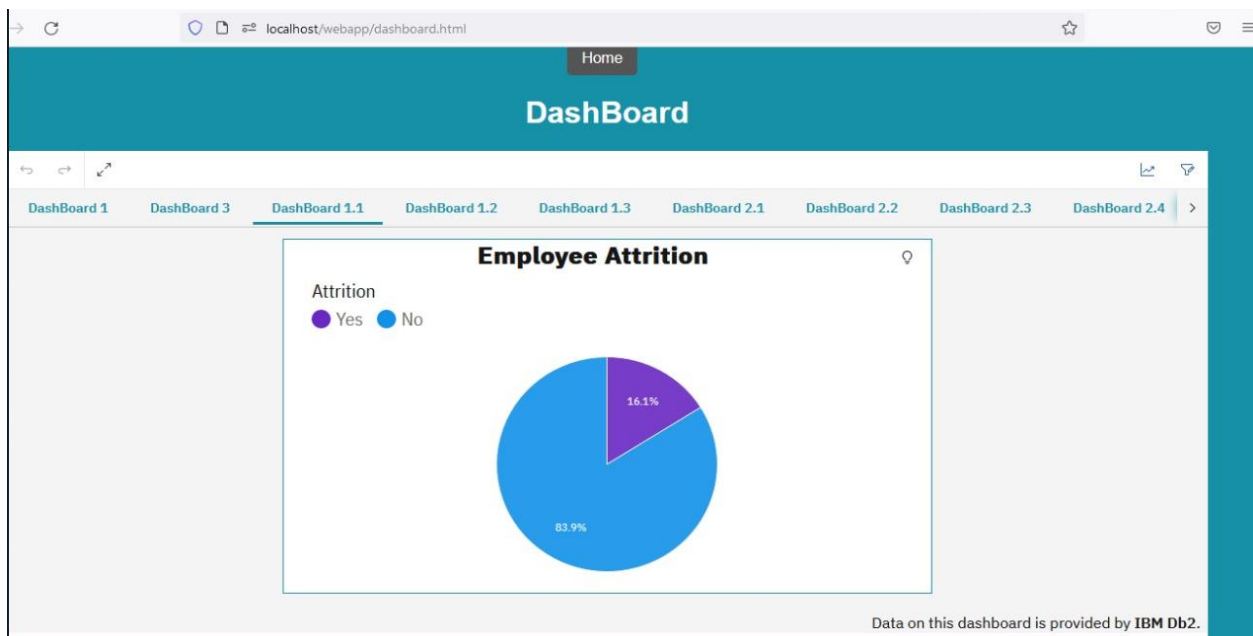 localhost/webapp/dashboard.html
Home
DashBoard
DashBoard 1 DashBoard 3 DashBoard 1.1 DashBoard 1.2 DashBoard 1.3 DashBoard 2.1 DashBoard 2.2 DashBoard 2.3 DashBoard 2.4
Employee Attrition
Attrition
Yes No
16.1%
83.9%
Data on this dashboard is provided by IBM Db2.